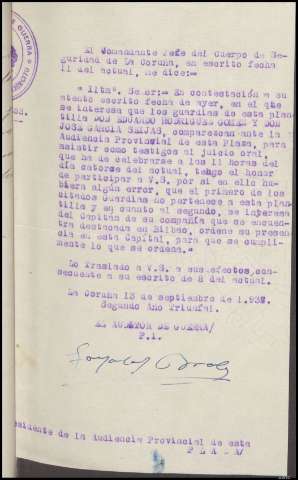 El Comandante Jefe del Cuerpo de Se-
guridad de La Coruña, en escrito fecha
11 del actual, me dice:=
=Iltmº. Señor:= En contestación a su
atento escrito fecha de ayer, en el que
se interesa que los guardias de esta plan-
tilla DON EDUARDO RODRIGUEZ GOMEZ Y DON
JOSE GARCIA SEIJAS, comparezcan ante la
Audiencia Provincial de esta Plaza, para
asistir como testigos al juicio oral,
que ha de celebrarse a las 11 horas del
día catorce del actual, tengo el honor
de participar a V.S. por si en ello hu-
biera algún error, que el primero de los
citados Guardias no pertenece a esta plan-
tilla y en cuanto al segundo, se interesa
del Capitán de su compañía que se encuen-
tra destacada en Bilbao, ordene su presen-
cia en esta Capital, para que se cumpli-
mente lo que se ordena.=
Lo Traslado a V.S. a sus efectos, con-
secuente a su escrito de 8 del actual.
La Coruña 13 de septiembre de 1.937.
Segundo Año Triunfal.
EL AUDITOR DE GUERRA/
P.I.
esidente de la Audiencia Provincial de esta
P L A Z A/